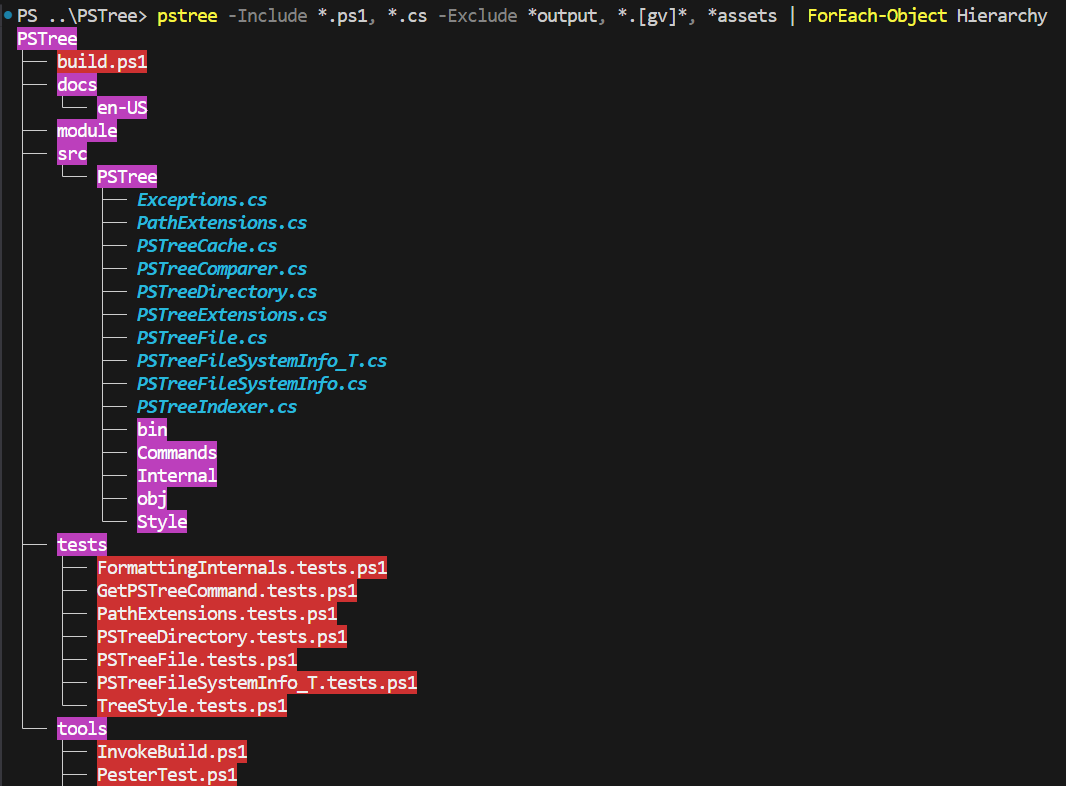 PS ..\PSTree> pstree -Include *.ps1, *.cs -Exclude *output, *.[gv]*, *assets | ForEach-Object Hierarchy
PSTree
├── build.ps1
├── docs
│   └── en-US
├── module
├── src
│   └── PSTree
│       ├── Exceptions.cs
│       ├── PathExtensions.cs
│       ├── PSTreeCache.cs
│       ├── PSTreeComparer.cs
│       ├── PSTreeDirectory.cs
│       ├── PSTreeExtensions.cs
│       ├── PSTreeFile.cs
│       ├── PSTreeFileSystemInfo_T.cs
│       ├── PSTreeFileSystemInfo.cs
│       ├── PSTreeIndexer.cs
│       ├── bin
│       ├── Commands
│       ├── Internal
│       ├── obj
│       └── Style
├── tests
│   ├── FormattingInternals.tests.ps1
│   ├── GetPSTreeCommand.tests.ps1
│   ├── PathExtensions.tests.ps1
│   ├── PSTreeDirectory.tests.ps1
│   ├── PSTreeFile.tests.ps1
│   ├── PSTreeFileSystemInfo_T.tests.ps1
│   └── TreeStyle.tests.ps1
└── tools
    ├── InvokeBuild.ps1
    ├── PesterTest.ps1